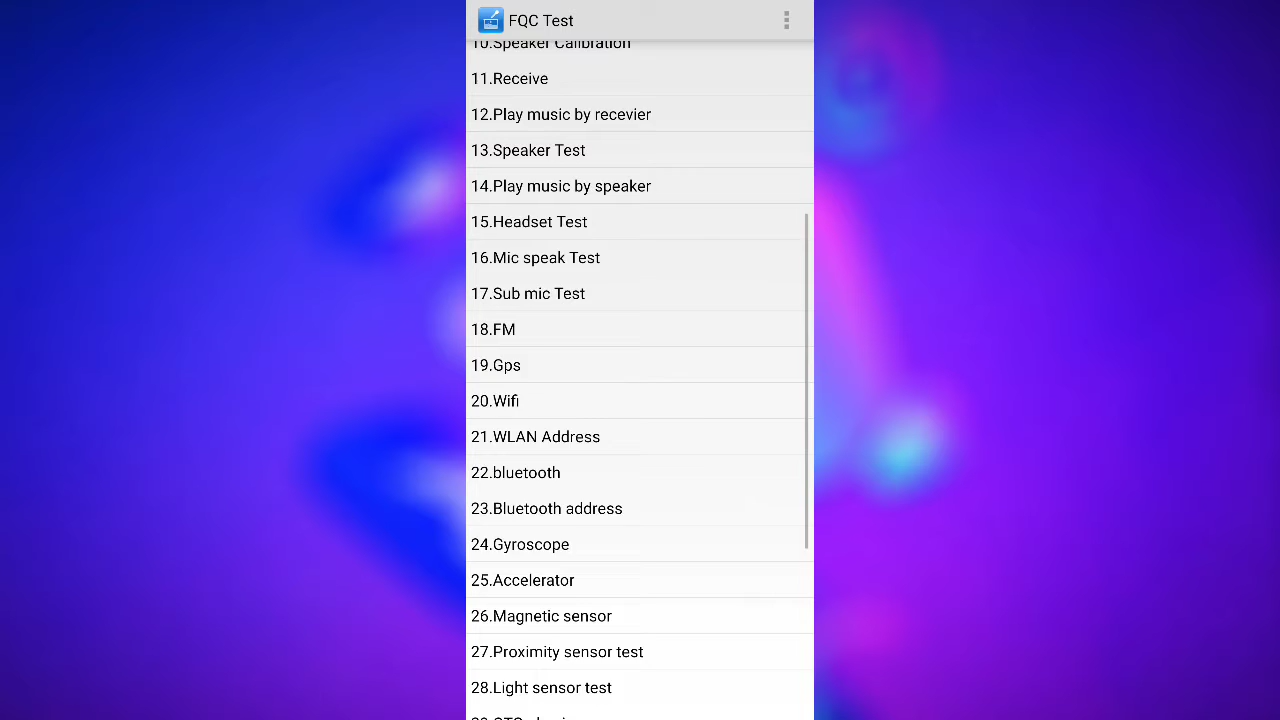 FQC Test
10.Speaker Calibration
11.Receive
12.Play music by recevier
13.Speaker Test
14.Play music by speaker
15.Headset Test
16.Mic speak Test
17.Sub mic Test
18.FM
19.Gps
20.Wifi
21.WLAN Address
22.bluetooth
23.Bluetooth address
24.Gyroscope
25.Accelerator
26.Magnetic sensor
27.Proximity sensor test
28.Light sensor test